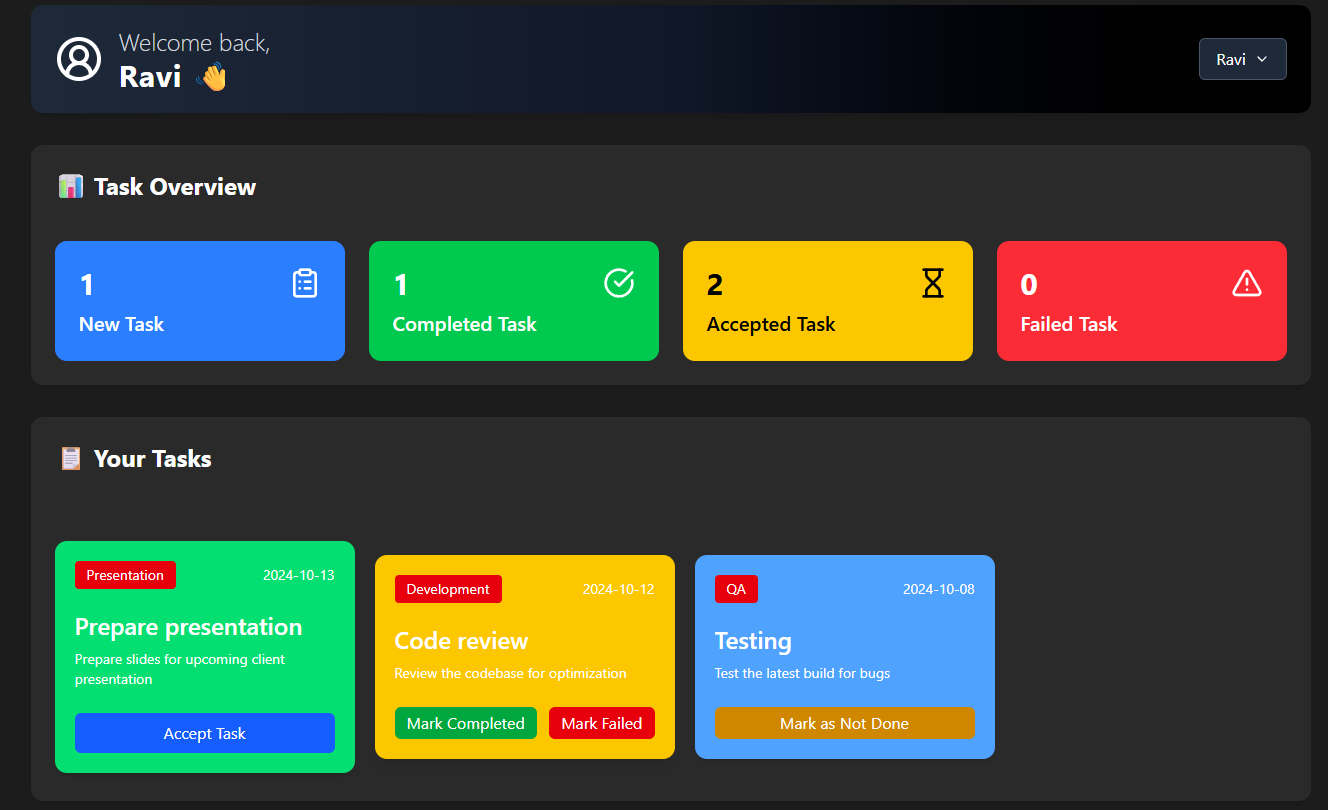 Welcome back,
Ravi 👋
Ravi
📊 Task Overview
1
New Task
1
Completed Task
2
Accepted Task
0
Failed Task
📋 Your Tasks
Presentation 2024-10-13
Prepare presentation
Prepare slides for upcoming client
presentation
Accept Task
Development 2024-10-12
Code review
Review the codebase for optimization
Mark Completed Mark Failed
QA 2024-10-08
Testing
Test the latest build for bugs
Mark as Not Done